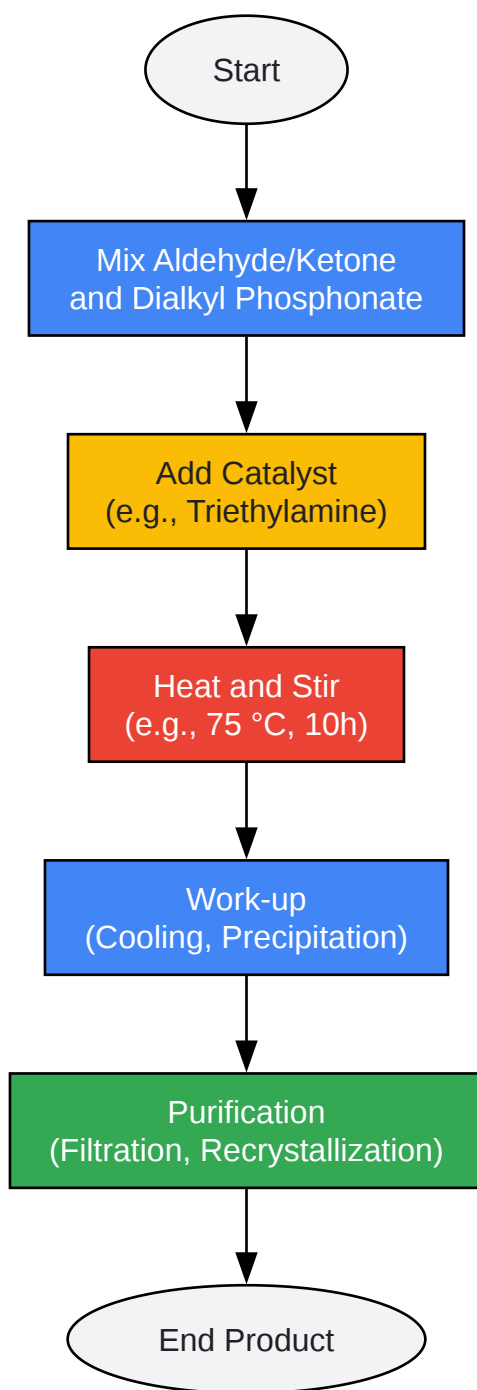 Start
Mix Aldehyde/Ketone
and Dialkyl Phosphonate
Add Catalyst
(e.g., Triethylamine)
Heat and Stir
(e.g., 75 °C, 10h)
Work-up
(Cooling, Precipitation)
Purification
(Filtration, Recrystallization)
End Product